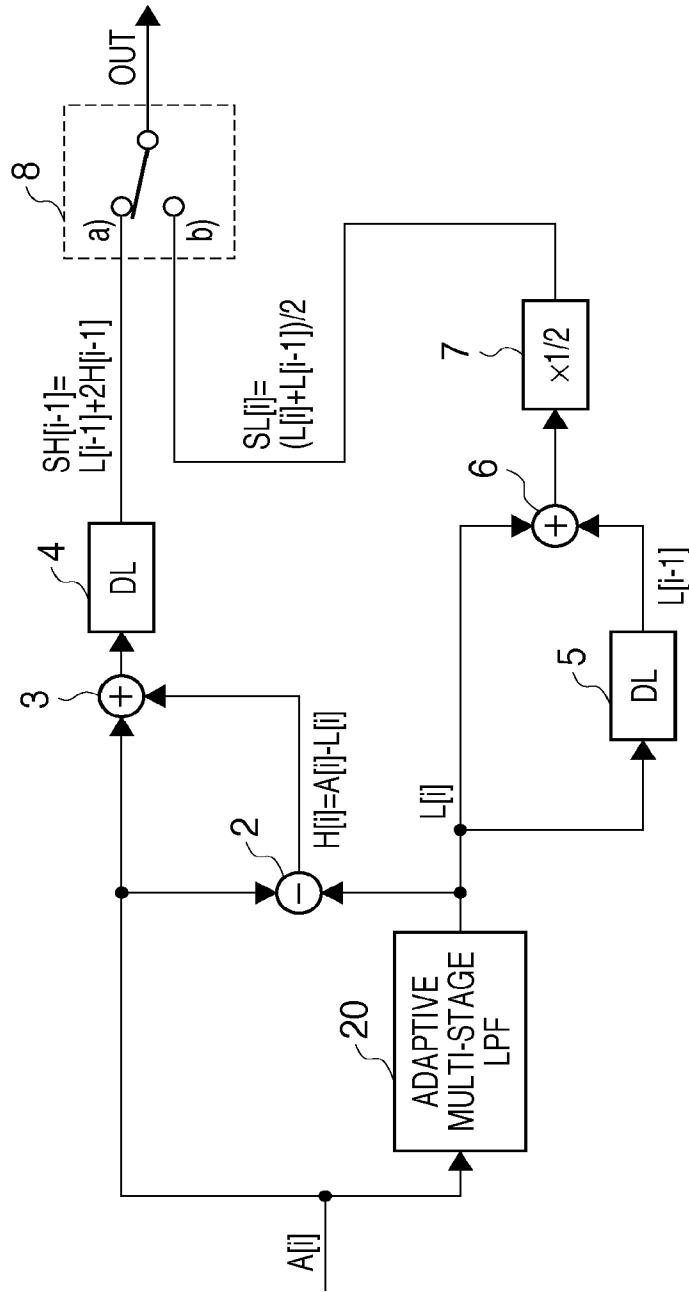 8
OUT
a)
b)
SH[i-1]=
L[i-1]+2H[i-1]
SL[i]=
(L[i]+L[i-1])/2
7
×1/2
4
DL
6
+
3
+
L[i-1]
5
DL
H[i]=A[i]-L[i]
L[i]
2
-
20
ADAPTIVE
MULTI-STAGE
LPF
A[i]